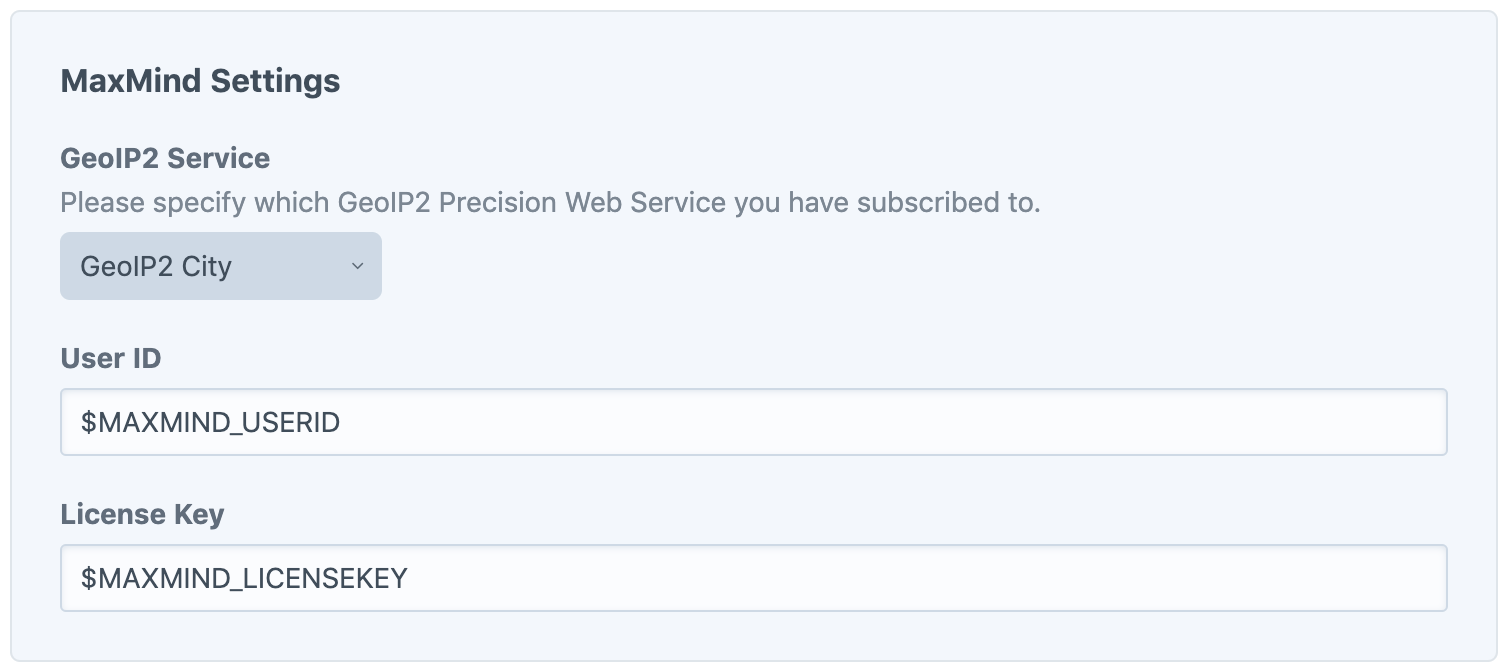 MaxMind Settings
GeoIP2 Service
Please specify which GeoIP2 Precision Web Service you have subscribed to.
GeoIP2 City
User ID
$MAXMIND_USERID
License Key
$MAXMIND_LICENSEKEY